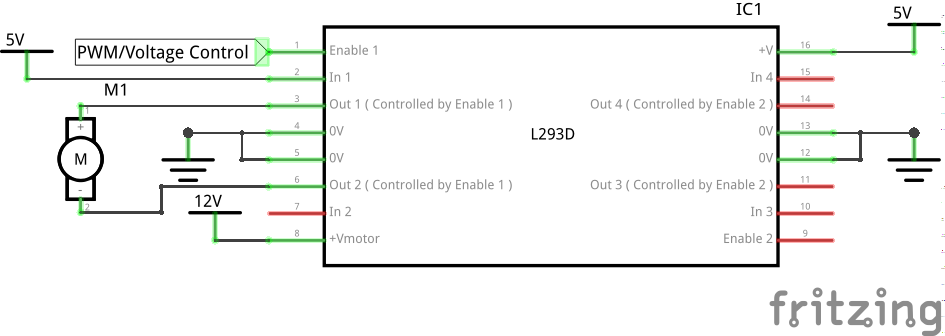 IC1
5V
5V
PWM/Voltage Control
1
Enable 1
+V
16
2
In 1
In 4
15
M1
1
3
Out 1 ( Controlled by Enable 1 )
Out 4 ( Controlled by Enable 2 )
14
+
M
-
2
4
0V
L293D
0V
13
5
0V
0V
12
6
Out 2 ( Controlled by Enable 1 )
Out 3 ( Controlled by Enable 2 )
11
12V
7
In 2
In 3
10
8
+Vmotor
Enable 2
9
fritzing